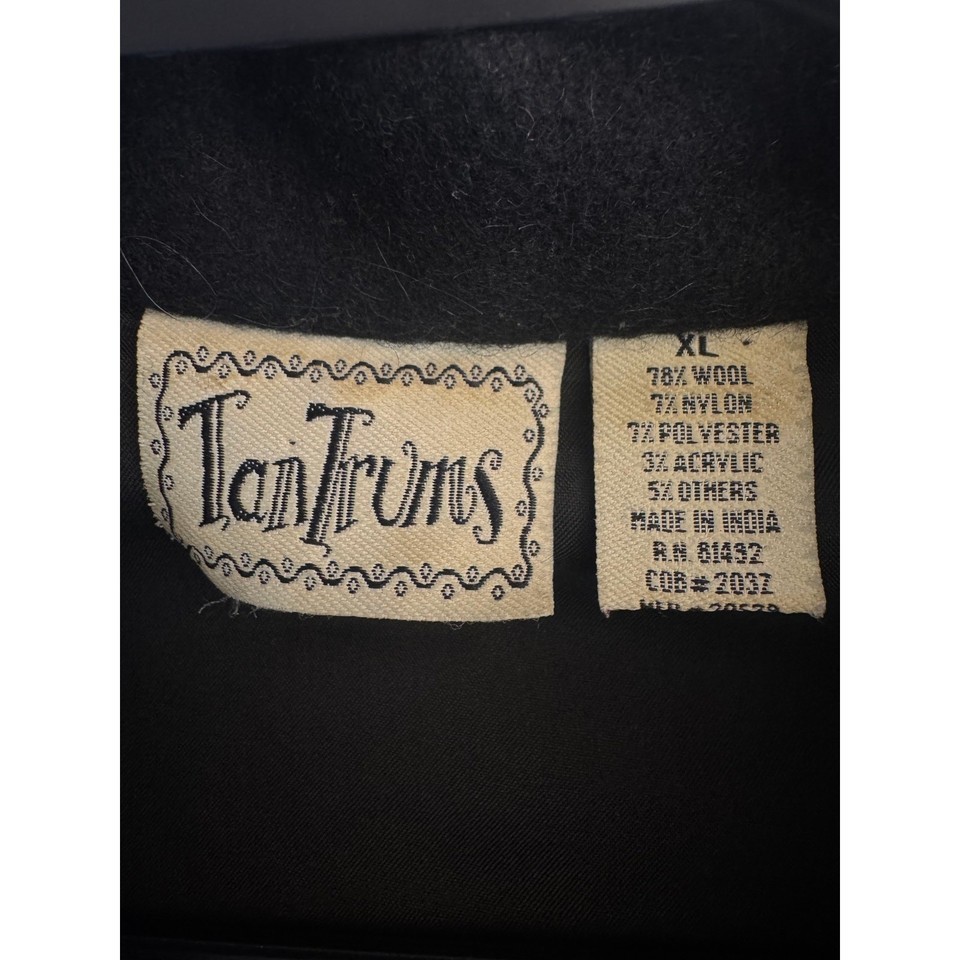 TanTrums
XL
78% WOOL
7% NYLON
7% POLYESTER
3% ACRYLIC
5% OTHERS
MADE IN INDIA
R.N. 81492
COB # 2037